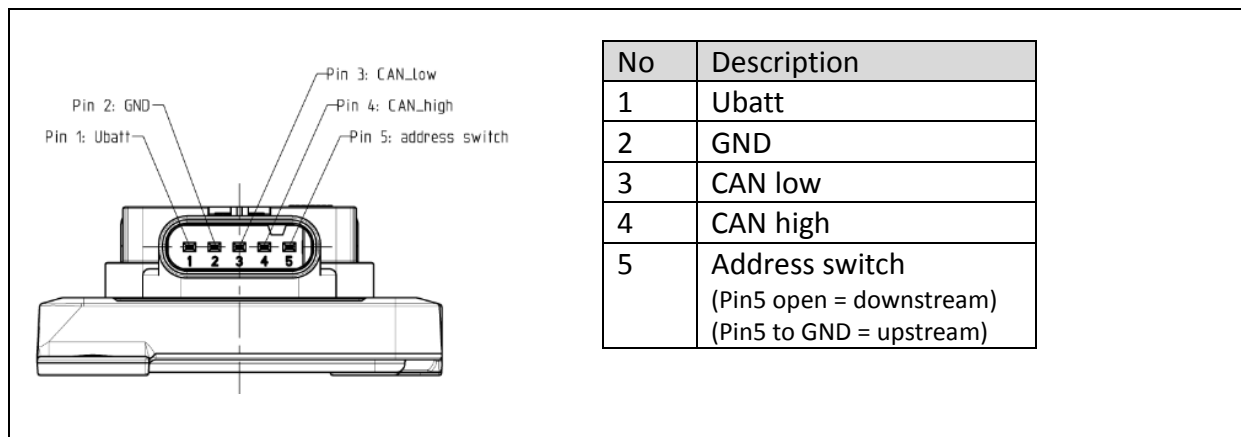 Pin 3: CAN_low
Pin 2: GND
Pin 4: CAN_high
Pin 1: Ubatt
Pin 5: address switch
1 2 3 4 5
No Description
1 Ubatt
2 GND
3 CAN low
4 CAN high
5 Address switch
(Pin5 open = downstream)
(Pin5 to GND = upstream)